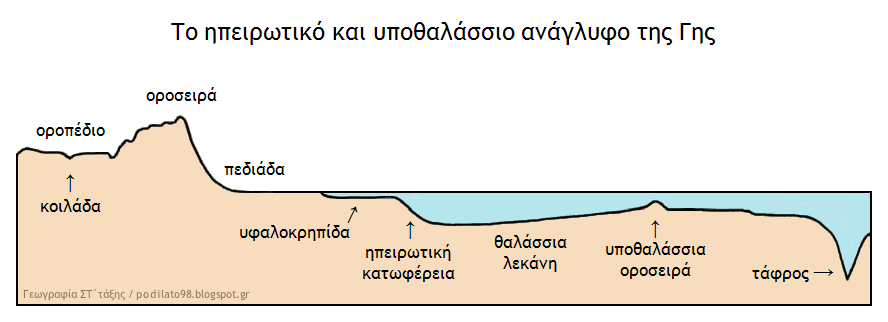 Το ηπειρωτικό και υποθαλάσσιο ανάγλυφο της Γης
οροσειρά
οροπέδιο
πεδιάδα
κοιλάδα
υφαλοκρηπίδα
ηπειρωτική
κατωφέρεια
θαλάσσια
λεκάνη
υποθαλάσσια
οροσειρά
τάφρος
Γεωγραφία ΣΤ΄ τάξης / podilato98.blogspot.gr